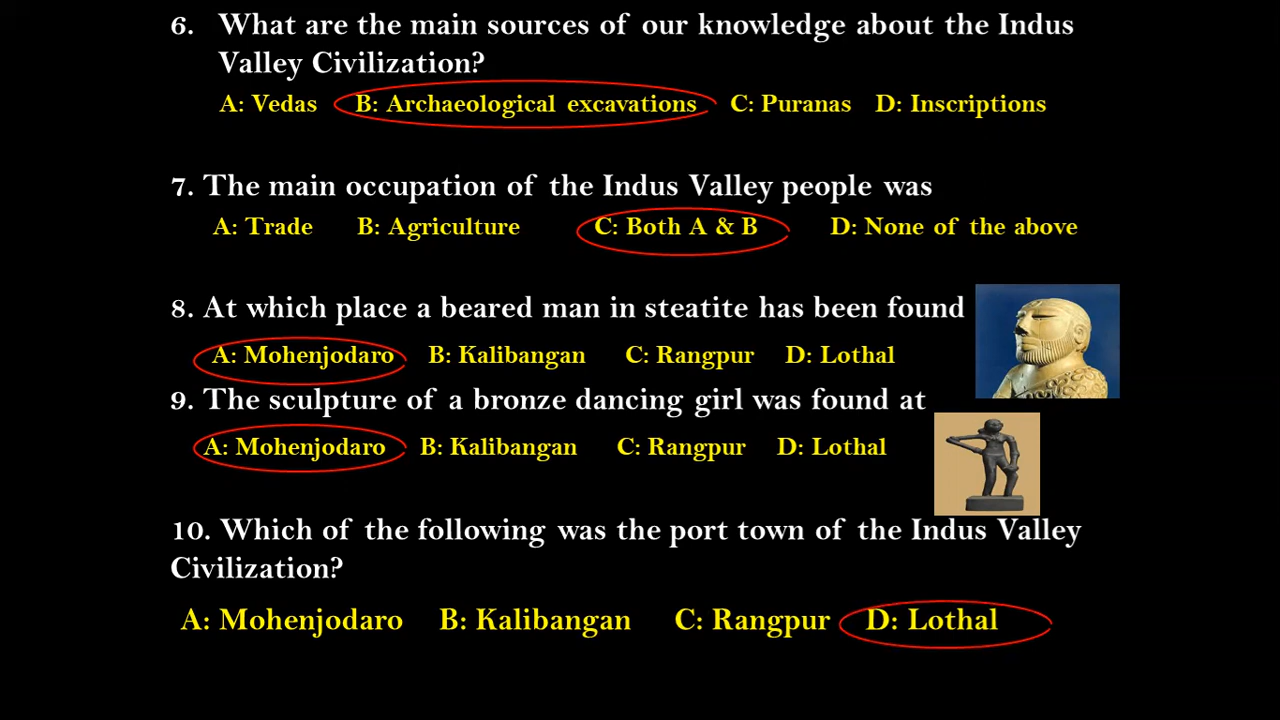 6. What are the main sources of our knowledge about the Indus
Valley Civilization?
A: Vedas B: Archaeological excavations C: Puranas D: Inscriptions
7. The main occupation of the Indus Valley people was
A: Trade B: Agriculture C: Both A & B D: None of the above
8. At which place a beared man in steatite has been found
A: Mohenjodaro B: Kalibangan C: Rangpur D: Lothal
9. The sculpture of a bronze dancing girl was found at
A: Mohenjodaro B: Kalibangan C: Rangpur D: Lothal
10. Which of the following was the port town of the Indus Valley
Civilization?
A: Mohenjodaro B: Kalibangan C: Rangpur D: Lothal